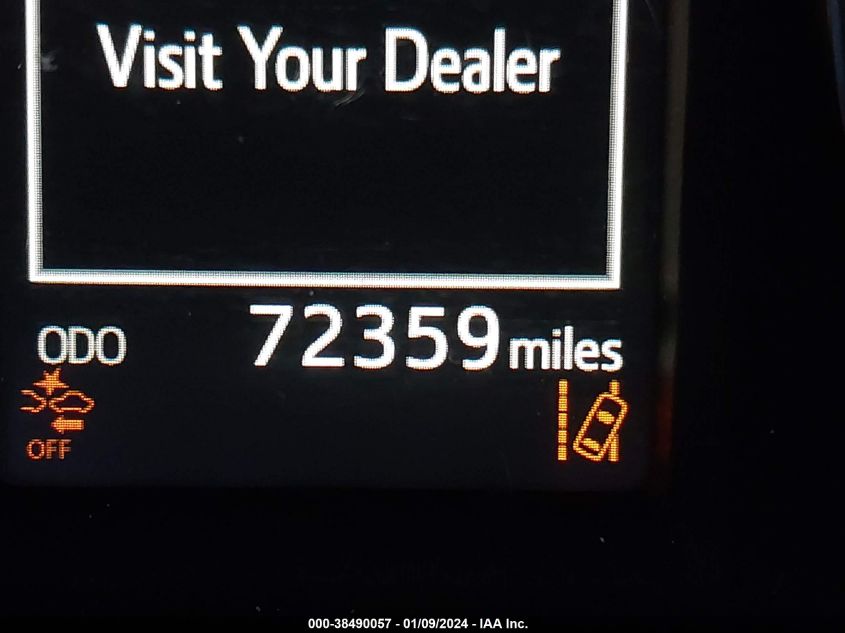 Visit Your Dealer
ODO 72359 miles
OFF
000-38490057 - 01/09/2024 - IAA Inc.